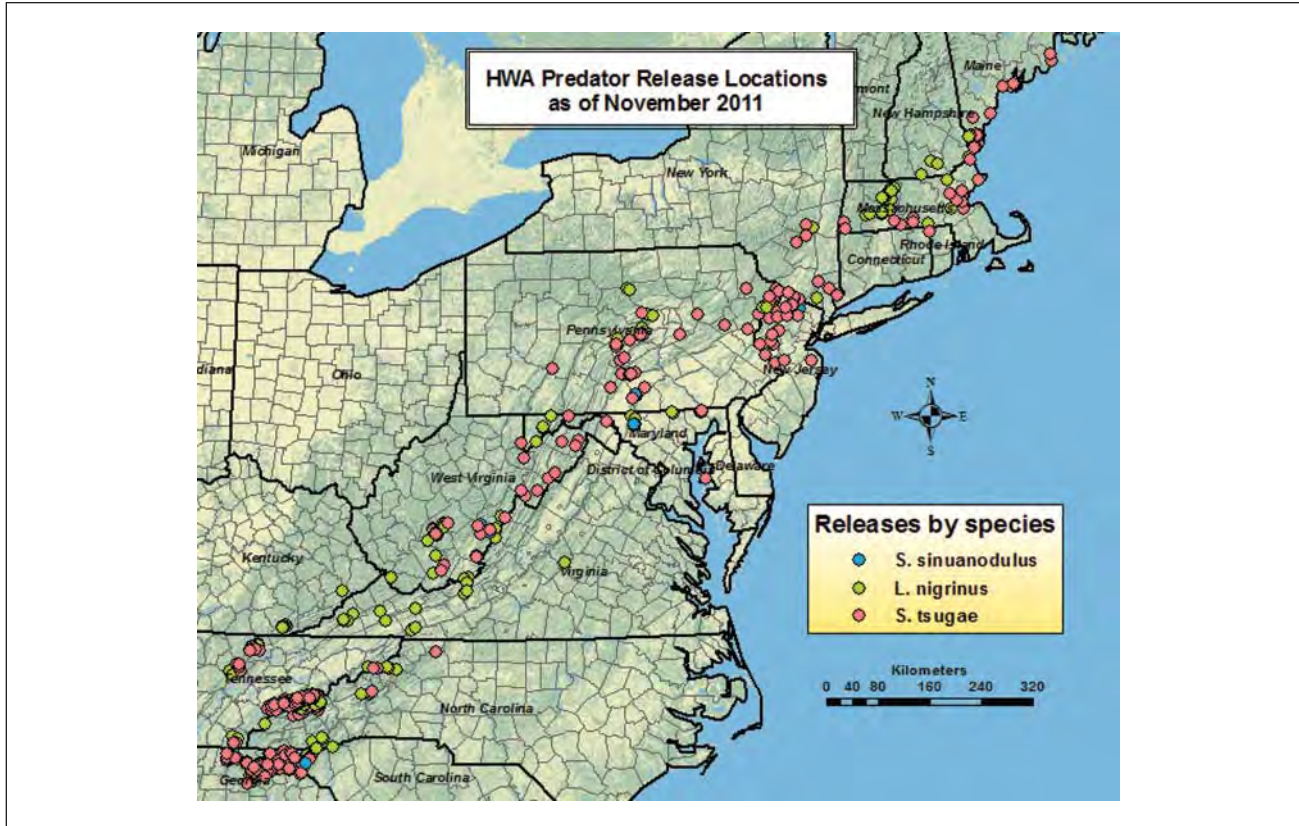 HWA Predator Release Locations
as of November 2011
Maine
mont
New Hampshire
Michigan
New York
Massachusetts
Rhode Island
Connecticut
Pennsylvania
New Jersey
diana
Ohio
N
W E
S
Maryland
District of Columbia
Delaware
West Virginia
Releases by species
S. sinuanodulus
L. nigrinus
S. tsugae
Kentucky
Virginia
Kilometers
0 40 80 160 240 320
Tennessee
North Carolina
Georgia
South Carolina